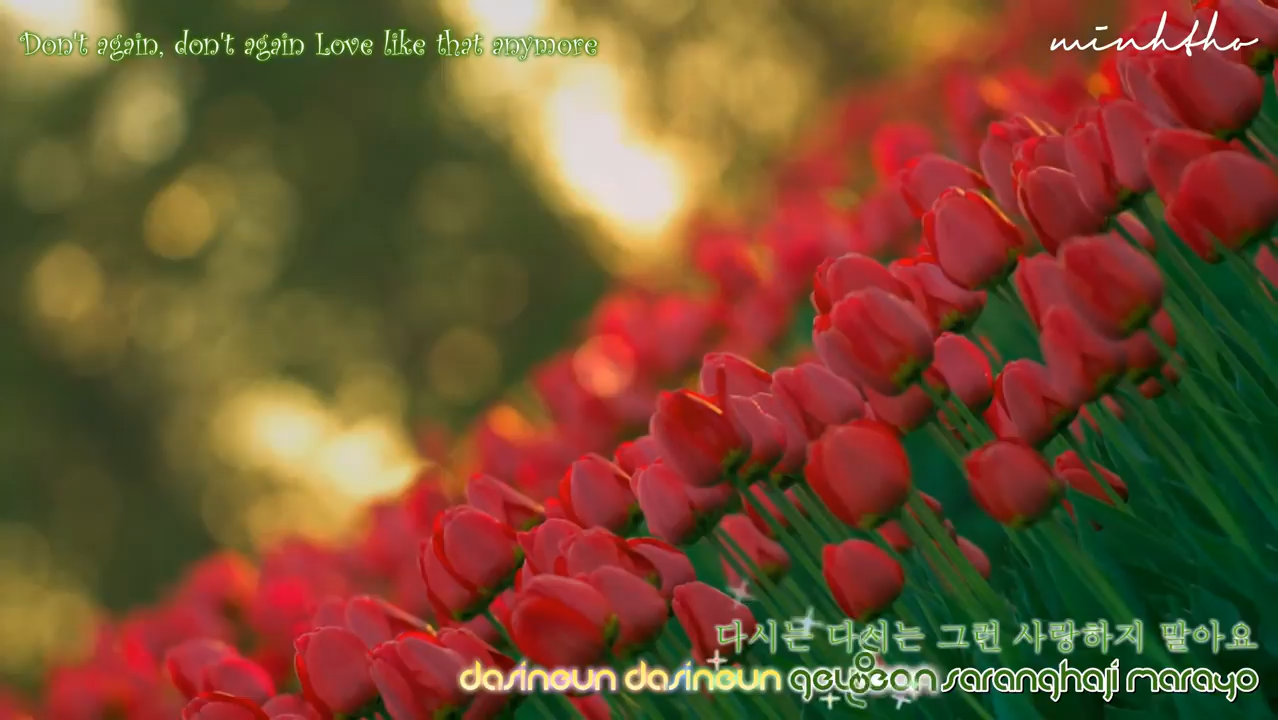 Don't again, don't again Love like that anymore
minhtho
다시는 다시는 그런 사랑하지 말아요
dasineun dasineun geureon saranghaji marayo